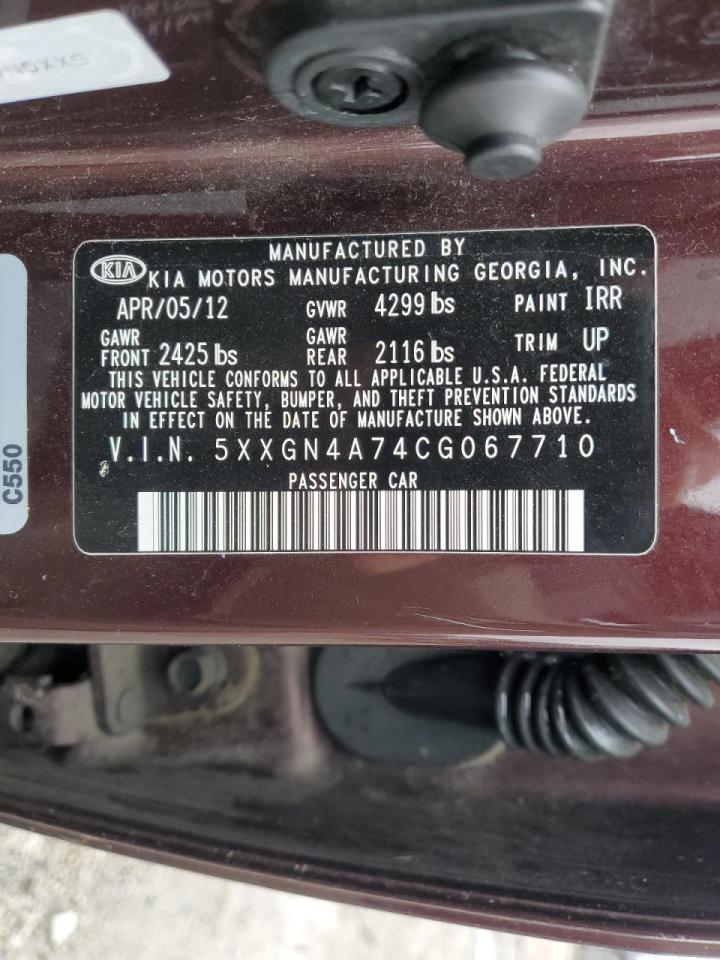 5XXGN
MANUFACTURED BY
KIA KIA MOTORS MANUFACTURING GEORGIA, INC.
APR/05/12 GVWR 4299 lbs PAINT IRR
GAWR FRONT 2425 lbs GAWR REAR 2116 lbs TRIM UP
THIS VEHICLE CONFORMS TO ALL APPLICABLE U.S.A. FEDERAL
MOTOR VEHICLE SAFETY, BUMPER, AND THEFT PREVENTION STANDARDS
IN EFFECT ON THE DATE OF MANUFACTURE SHOWN ABOVE.
V.I.N. 5XXGN4A74CG067710
PASSENGER CAR
C550